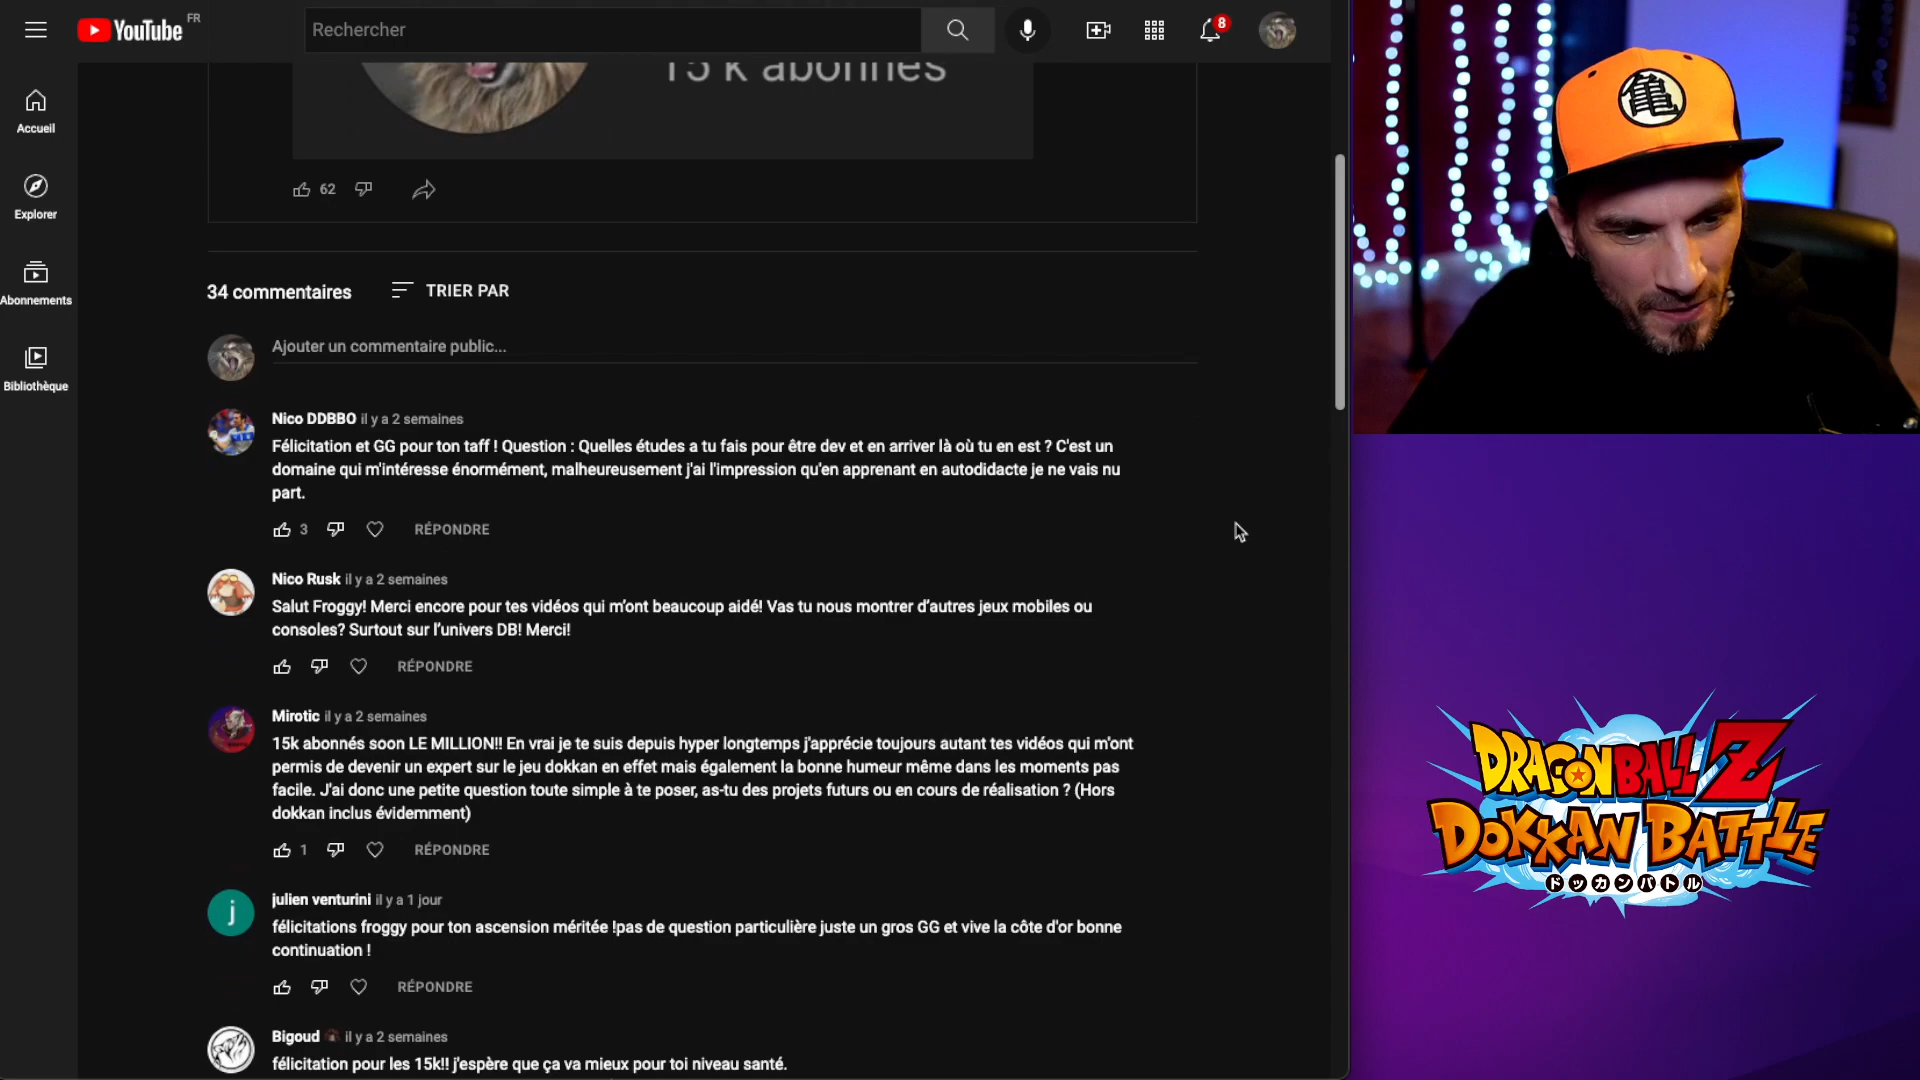 YouTube
FR
Rechercher
8
Accueil
Explorer
Abonnements
Bibliothèque
15 k abonnés
62
34 commentaires
TRIER PAR
Ajouter un commentaire public...
Nico DDBBO il y a 2 semaines
Félicitation et GG pour ton taff ! Question : Quelles études a tu fais pour être dev et en arriver là où tu en est ? C'est un
domaine qui m'intéresse énormément, malheureusement j'ai l'impression qu'en apprenant en autodidacte je ne vais nu
part.
3
RÉPONDRE
Nico Rusk il y a 2 semaines
Salut Froggy! Merci encore pour tes vidéos qui m’ont beaucoup aidé! Vas tu nous montrer d’autres jeux mobiles ou
consoles? Surtout sur l’univers DB! Merci!
RÉPONDRE
Mirotic il y a 2 semaines
15k abonnés soon LE MILLION!! En vrai je te suis depuis hyper longtemps j'apprécie toujours autant tes vidéos qui m'ont
permis de devenir un expert sur le jeu dokkan en effet mais également la bonne humeur même dans les moments pas
facile. J'ai donc une petite question toute simple à te poser, as-tu des projets futurs ou en cours de réalisation ? (Hors
dokkan inclus évidemment)
1
RÉPONDRE
j
julien venturini il y a 1 jour
félicitations froggy pour ton ascension méritée !pas de question particulière juste un gros GG et vive la côte d'or bonne
continuation !
RÉPONDRE
Bigoud il y a 2 semaines
félicitation pour les 15k!! j'espère que ça va mieux pour toi niveau santé.
亀
DRAGONBALL Z
DOKKAN BATTLE
ドッカンバトル